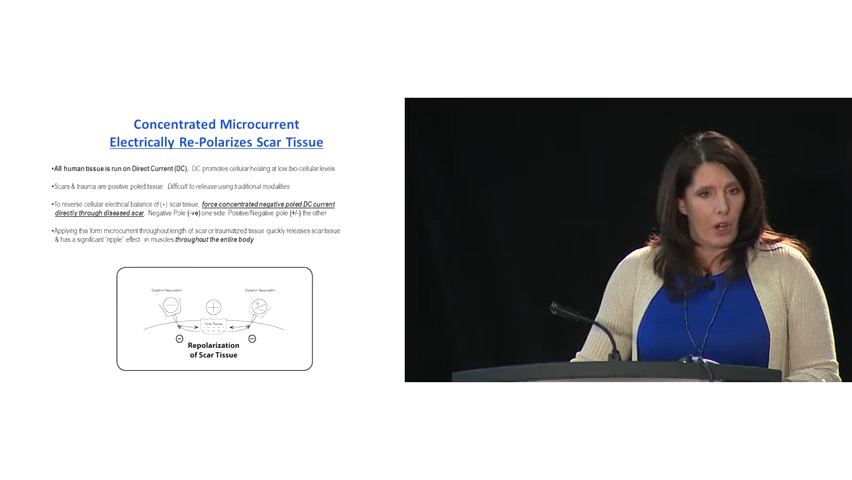 Concentrated Microcurrent
Electrically Re-Polarizes Scar Tissue
•All human tissue is run on Direct Current (DC). DC promotes cellular healing at low bio-cellular levels
•Scars & trauma are positive poled tissue Difficult to release using traditional modalities
•To reverse cellular electrical balance of (+) scar tissue, force concentrated negative poled DC current
directly through diseased scar. Negative Pole (-ve) one side. Positive/Negative pole (+/-) the other
•Applying this form microcurrent throughout length of scar or traumatized tissue quickly releases scar tissue
& has a significant 'ripple' effect in muscles throughout the entire body
Scar Tissue
Repolarization
of Scar Tissue